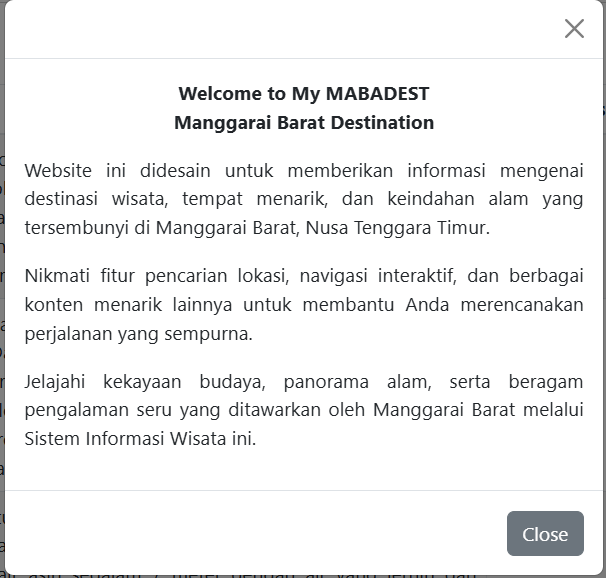 Welcome to My MABADEST
Manggarai Barat Destination
Website ini didesain untuk memberikan informasi mengenai
destinasi wisata, tempat menarik, dan keindahan alam yang
tersembunyi di Manggarai Barat, Nusa Tenggara Timur.
Nikmati fitur pencarian lokasi, navigasi interaktif, dan berbagai
konten menarik lainnya untuk membantu Anda merencanakan
perjalanan yang sempurna.
Jelajahi kekayaan budaya, panorama alam, serta beragam
pengalaman seru yang ditawarkan oleh Manggarai Barat melalui
Sistem Informasi Wisata ini.
Close